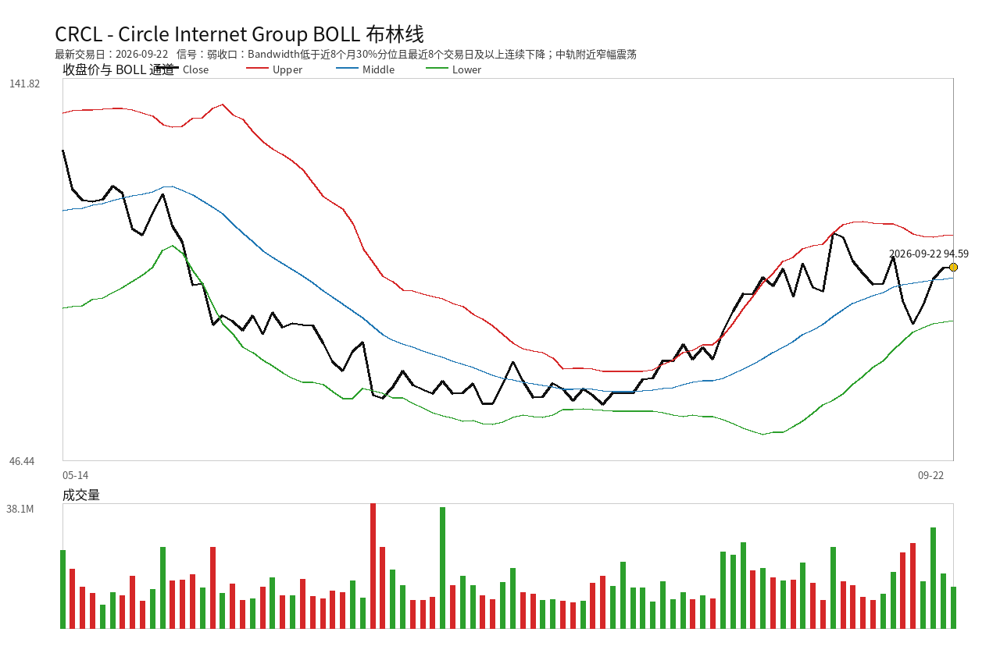 CRCL - Circle Internet Group BOLL 布林线
最新交易日：2026-09-22 信号：弱收口：Bandwidth低于近8个月30%分位且最近8个交易日及以上连续下降；中轨附近窄幅震荡
收盘价与 BOLL 通道 Close Upper Middle Lower
141.82
2026-09-22 94.59
46.44
05-14 09-22
成交量
38.1M